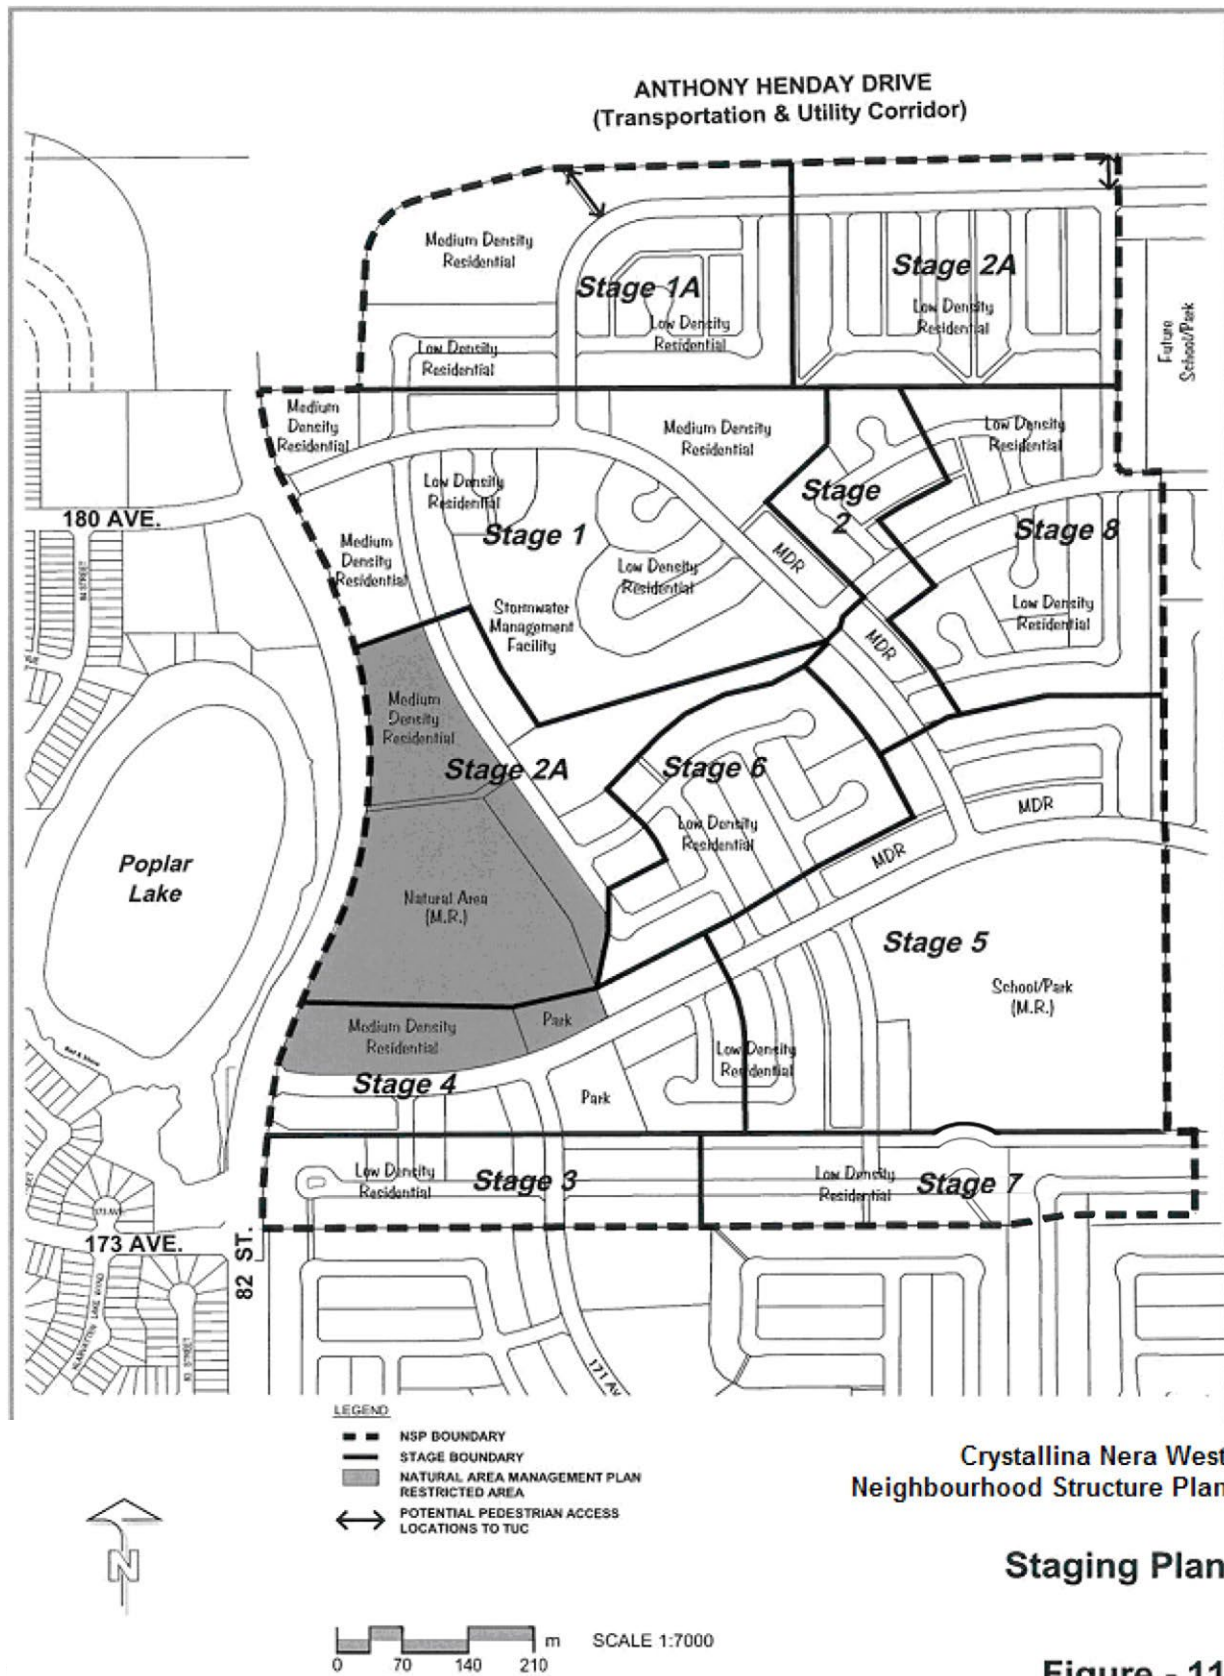 ANTHONY HENDAY DRIVE
(Transportation & Utility Corridor)
Medium Density
Residential
Stage 1A
Low Density
Residential
Low Density
Residential
Stage 2A
Low Density
Residential
Future
School/Park
Medium
Density
Residential
Medium Density
Residential
Low Density
Residential
Low Density
Residential
Stage
2
180 AVE.
Stage 1
Medium
Density
Residential
Low Density
Residential
MDR
Stage 8
Low Density
Residential
Stormwater
Management
Facility
MDR
Medium
Density
Residential
Stage 2A
Stage 6
Low Density
Residential
MDR
MDR
Poplar
Lake
Natural Area
(M.R.)
Stage 5
School/Park
(M.R.)
Medium Density
Residential
Park
Stage 4
Low Density
Residential
Park
Low Density
Residential
Stage 3
Low Density
Residential
Stage 7
173 AVE.
82 ST.
83 STREET
KLARVATTEN LAKE WYND
171 AV
LEGEND
NSP BOUNDARY
STAGE BOUNDARY
NATURAL AREA MANAGEMENT PLAN
RESTRICTED AREA
POTENTIAL PEDESTRIAN ACCESS
LOCATIONS TO TUC
Crystallina Nera West
Neighbourhood Structure Plan
Staging Plan
N
m
SCALE 1:7000
0 70 140 210
Figure - 11